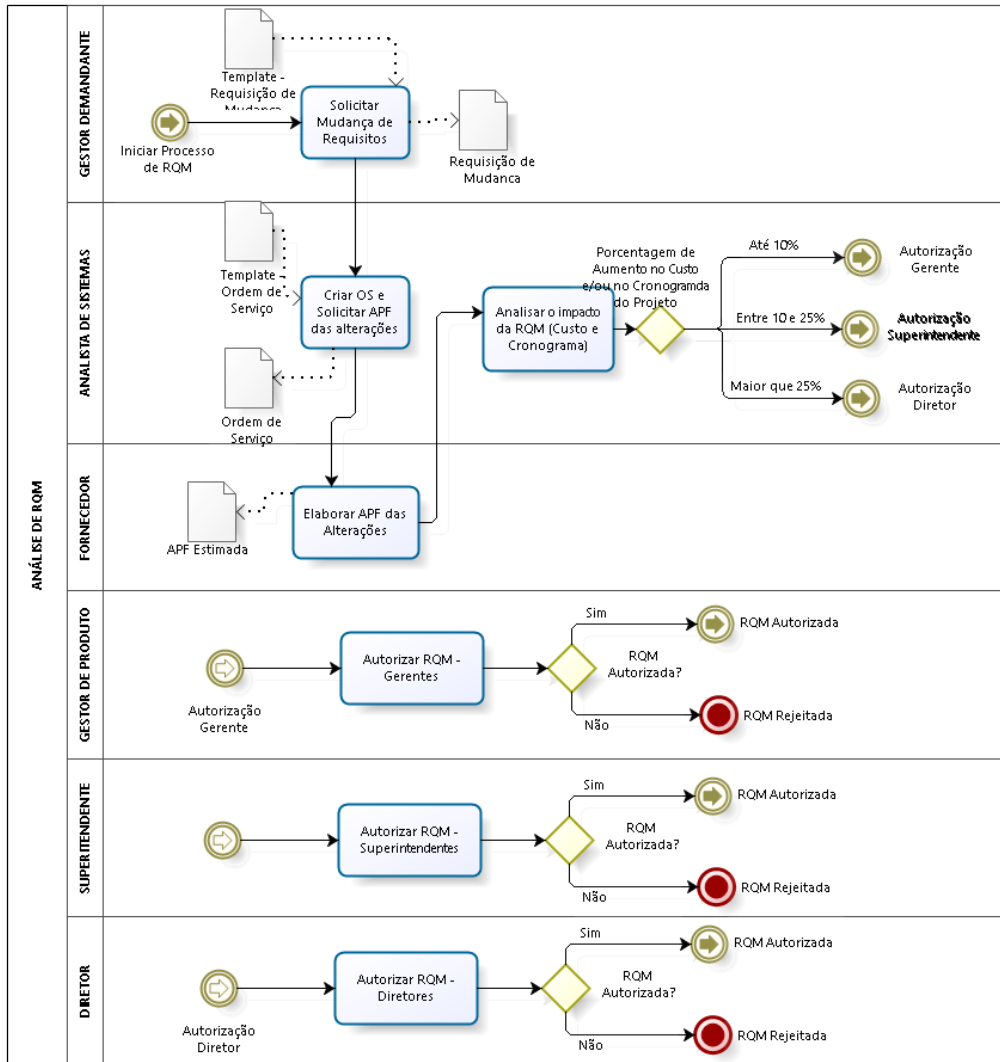 ANÁLISE DE RQM
GESTOR DEMANDANTE
Template -
Requisição de
Mudanca
Solicitar
Mudança de
Requisitos
Iniciar Processo
de RQM
Requisição de
Mudanca
ANALISTA DE SISTEMAS
Template -
Ordem de
Serviço
Criar OS e
Solicitar APF
das alterações
Ordem de
Serviço
Analisar o impacto
da RQM (Custo e
Cronograma)
Porcentagem de
Aumento no Custo
e/ou no Cronogramda
do Projeto
Até 10%
Autorização
Gerente
Entre 10 e 25%
Autorização
Superintendente
Maior que 25%
Autorização
Diretor
FORNECEDOR
APF Estimada
Elaborar APF das
Alterações
GESTOR DE PRODUTO
Autorização
Gerente
Autorizar RQM -
Gerentes
Sim
RQM Autorizada
RQM
Autorizada?
Não
RQM Rejeitada
SUPERITENDENTE
Autorizar RQM -
Superintendentes
Sim
RQM Autorizada
RQM
Autorizada?
Não
RQM Rejeitada
DIRETOR
Autorização
Diretor
Autorizar RQM -
Diretores
Sim
RQM Autorizada
RQM
Autorizada?
Não
RQM Rejeitada